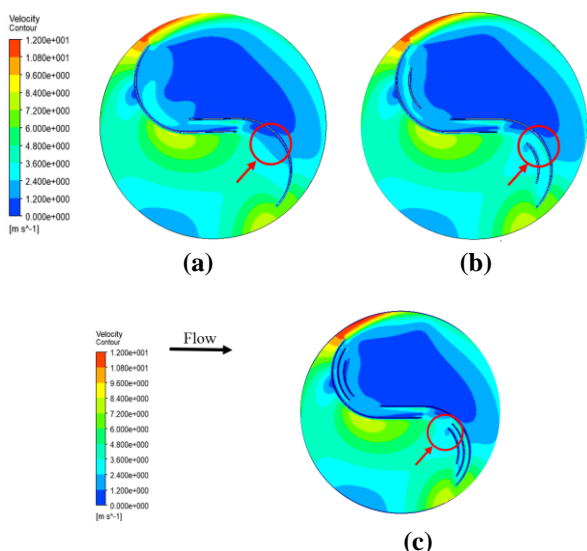 Velocity
Contour
1.200e+001
1.080e+001
9.600e+000
8.400e+000
7.200e+000
6.000e+000
4.800e+000
3.600e+000
2.400e+000
1.200e+000
0.000e+000
[m s^-1]
(a)
(b)
Velocity
Contour
1.200e+001
1.080e+001
9.600e+000
8.400e+000
7.200e+000
6.000e+000
4.800e+000
3.600e+000
2.400e+000
1.200e+000
0.000e+000
[m s^-1]
Flow
(c)